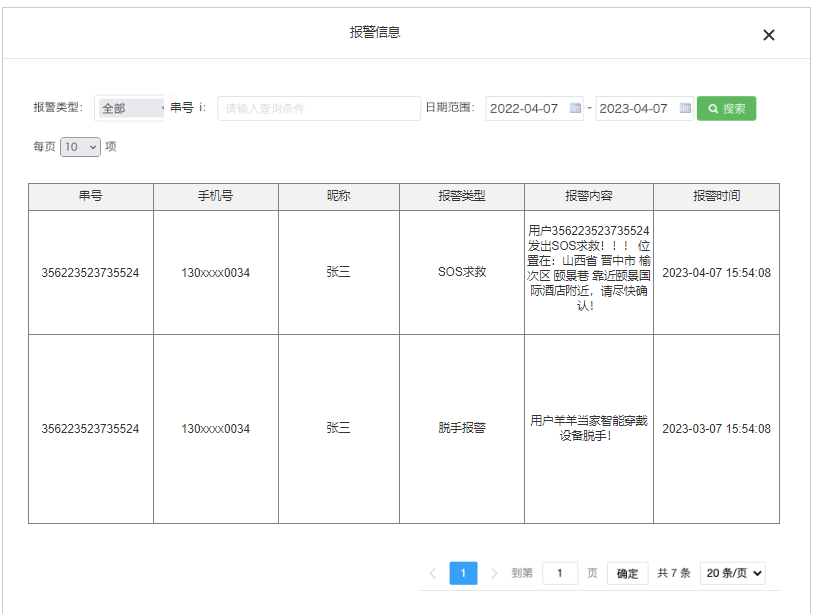 报警信息
报警类型： 全部 串号 i: 请输入查询条件 日期范围： 2022-04-07 - 2023-04-07 搜索
每页 10 项
串号 手机号 昵称 报警类型 报警内容 报警时间
356223523735524 130xxxx0034 张三 SOS求救
用户356223523735524
发出SOS求救！！！ 位
置在：山西省 晋中市 榆
次区 颐景巷 靠近颐景国
际酒店附近，请尽快确
认！
2023-04-07 15:54:08
356223523735524 130xxxx0034 张三 脱手报警
用户羊羊当家智能穿戴
设备脱手！
2023-03-07 15:54:08
1 到第 1 页 确定 共 7 条 20 条/页